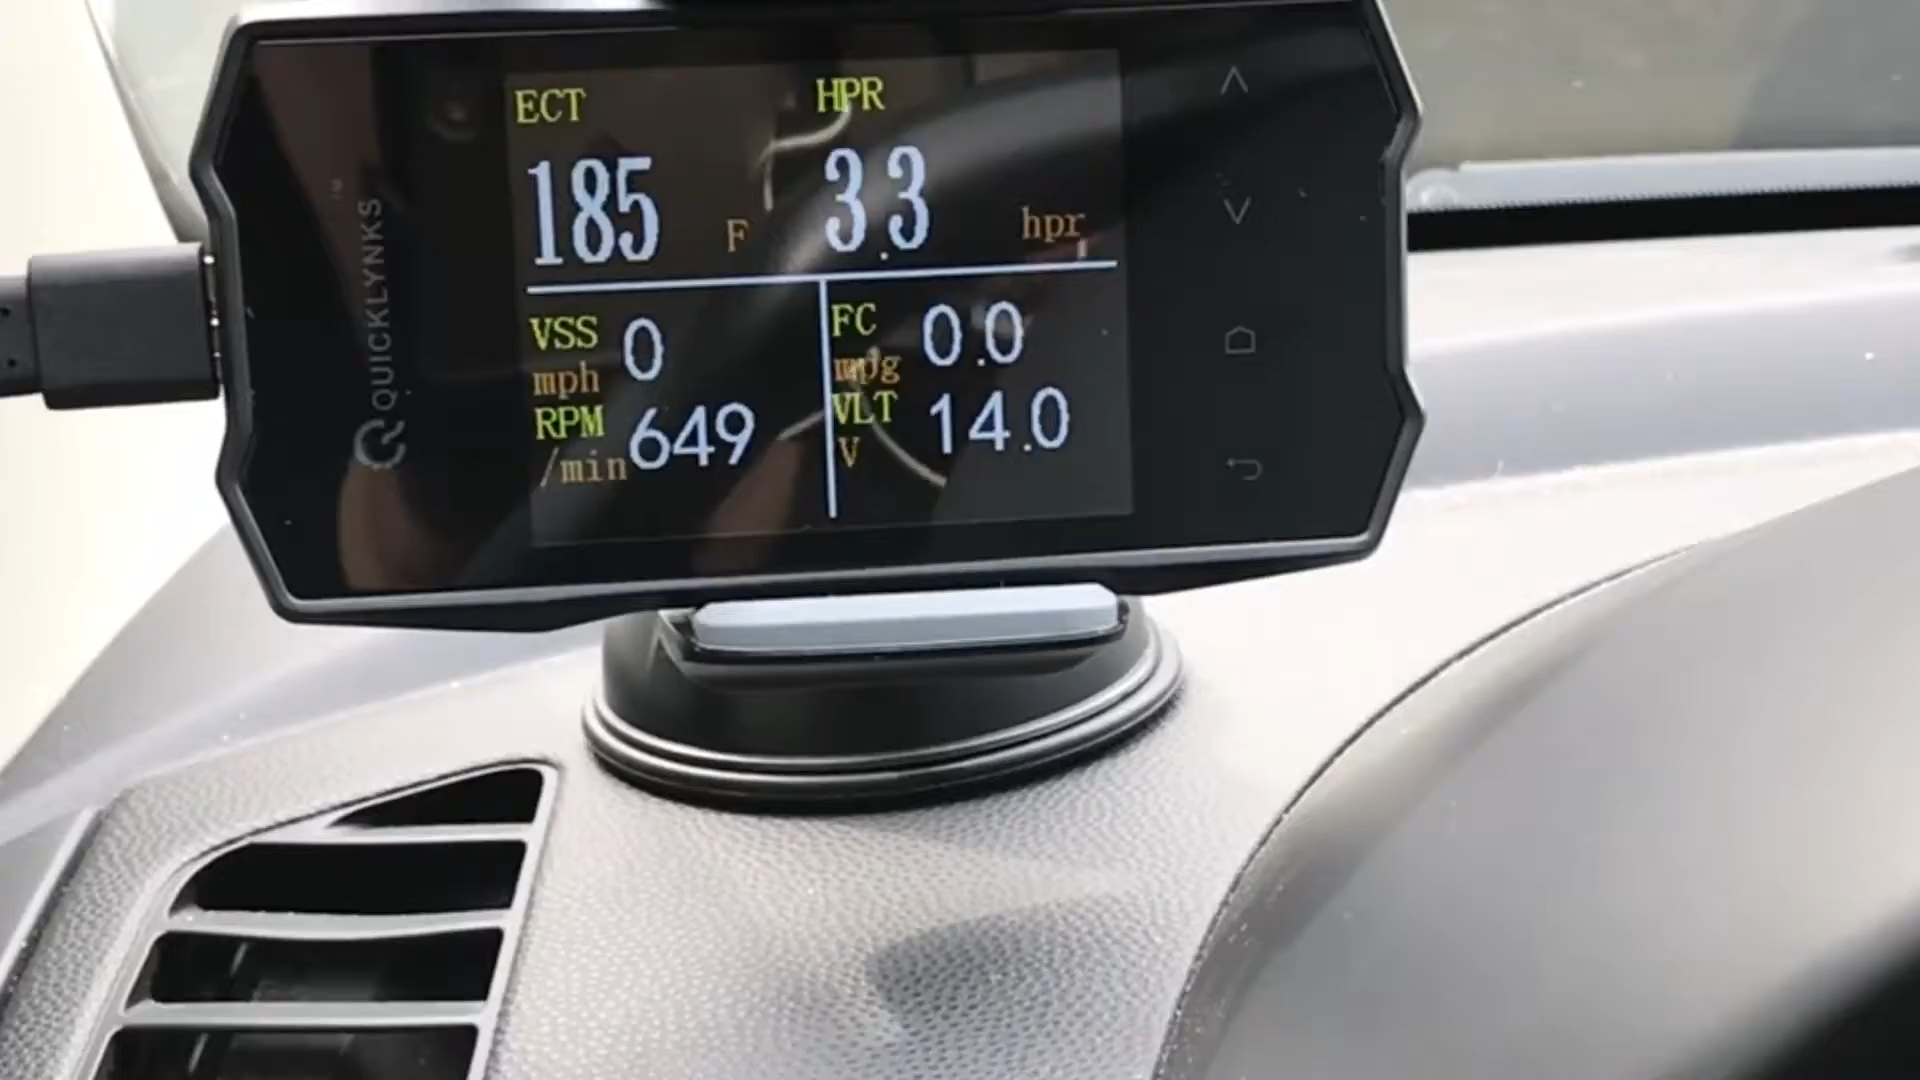 ECT HPR
185 F 3.3 hpr
VSS 0 FC 0.0
mph mpg
RPM 649 VLT 14.0
/min V
QUICKLYNKS